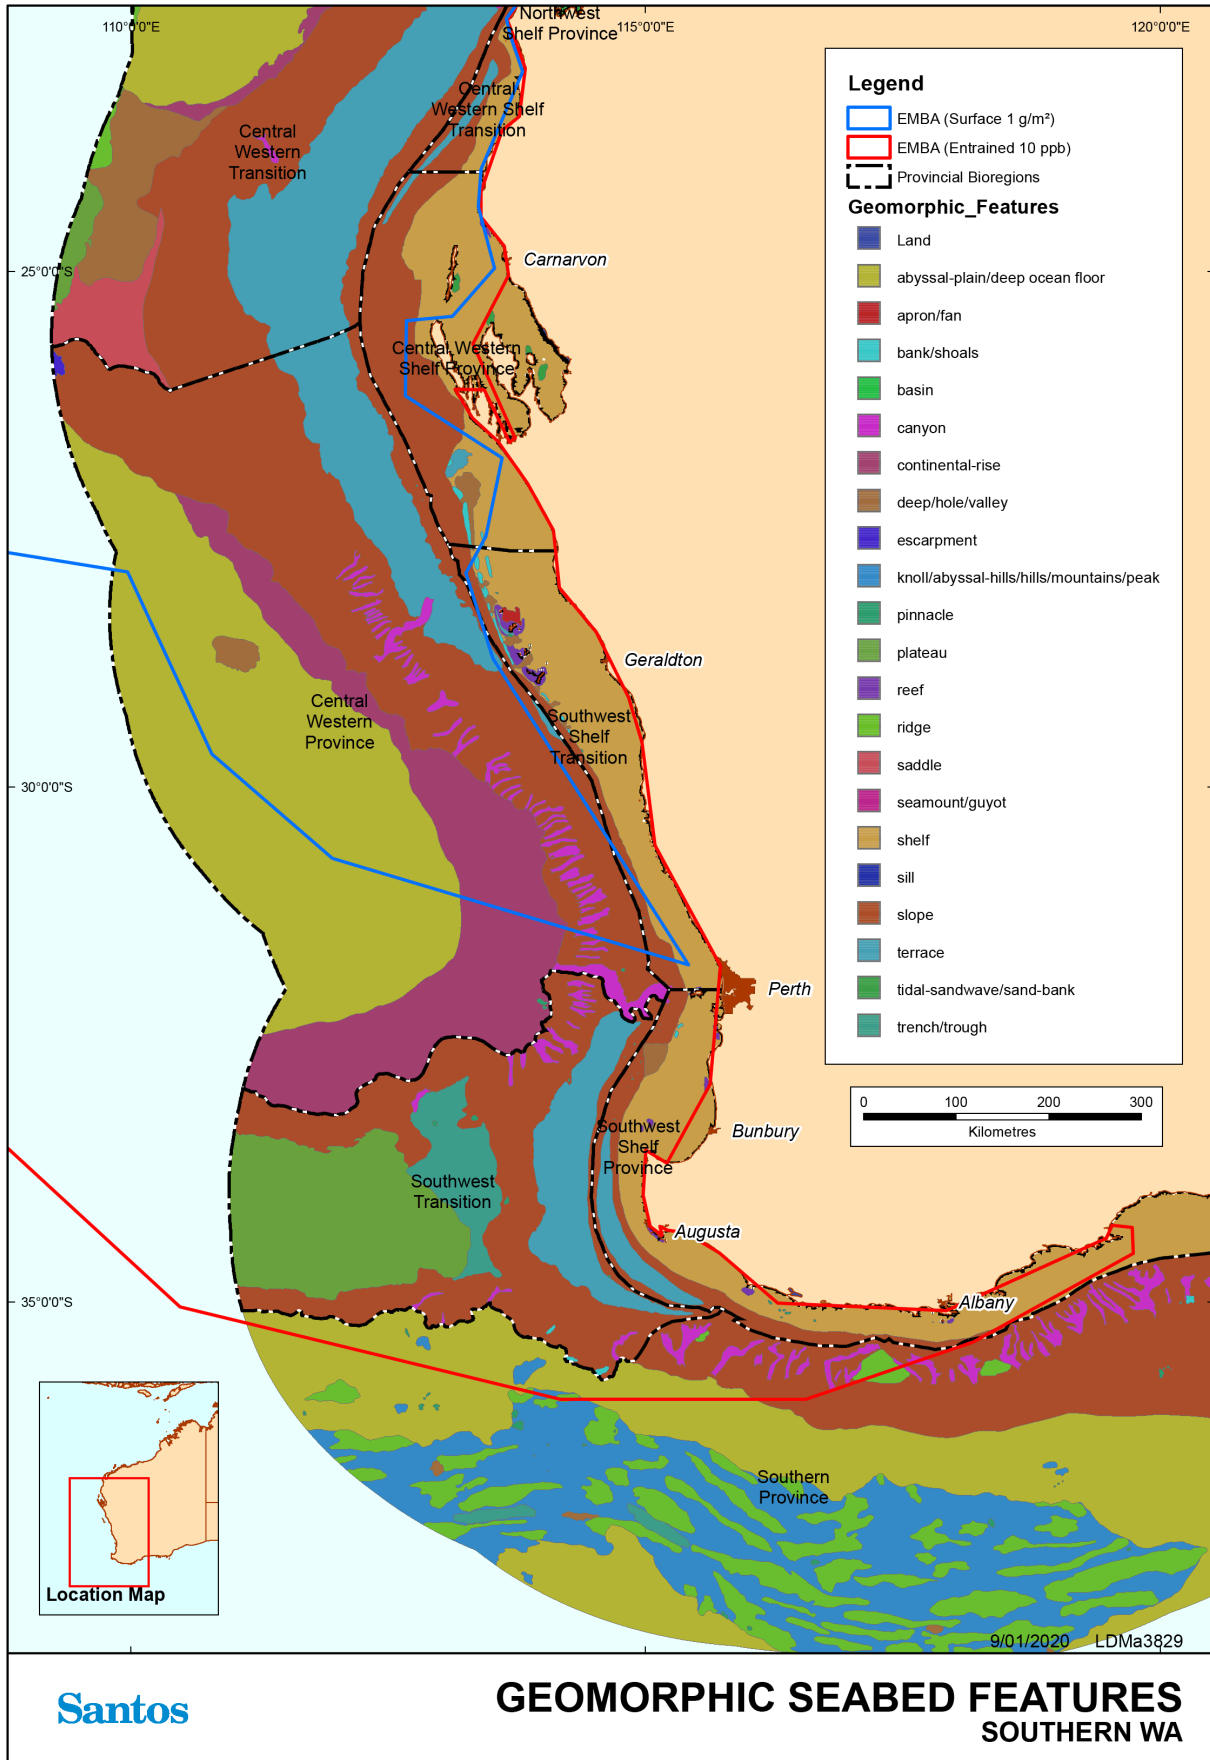 Northwest
Shelf Province
110°0'0"E
115°0'0"E
120°0'0"E
Central
Western Shelf
Transition
Central
Western
Transition
25°0'0"S
Carnarvon
Central Western
Shelf Province
Geraldton
Central
Western
Province
Southwest
Shelf
Transition
30°0'0"S
Perth
Bunbury
Southwest
Shelf
Province
Southwest
Transition
Augusta
Albany
35°0'0"S
Southern
Province
Legend
EMBA (Surface 1 g/m²)
EMBA (Entrained 10 ppb)
Provincial Bioregions
Geomorphic_Features
Land
abyssal-plain/deep ocean floor
apron/fan
bank/shoals
basin
canyon
continental-rise
deep/hole/valley
escarpment
knoll/abyssal-hills/hills/mountains/peak
pinnacle
plateau
reef
ridge
saddle
seamount/guyot
shelf
sill
slope
terrace
tidal-sandwave/sand-bank
trench/trough
0 100 200 300
Kilometres
Location Map
9/01/2020 LDMa3829
Santos
GEOMORPHIC SEABED FEATURES
SOUTHERN WA